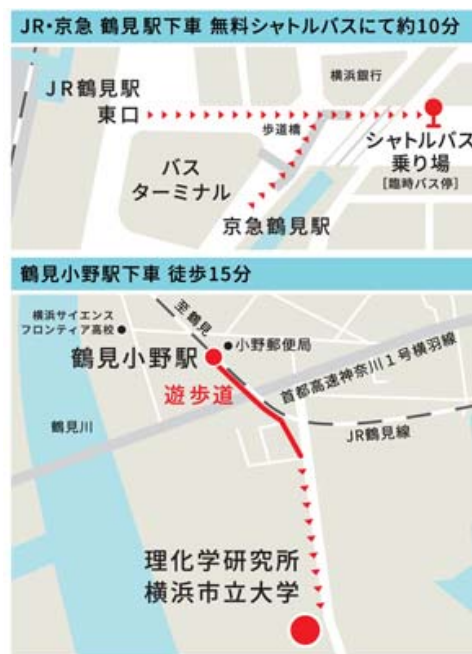 JR・京急 鶴見駅下車 無料シャトルバスにて約10分
横浜銀行
JR鶴見駅
東口
歩道橋
シャトルバス
乗り場
[臨時バス停]
バス
ターミナル
京急鶴見駅
鶴見小野駅下車 徒歩15分
至鶴見
横浜サイエンス
フロンティア高校
小野郵便局
鶴見小野駅
首都高速神奈川1号横羽線
遊歩道
鶴見川
JR鶴見線
理化学研究所
横浜市立大学